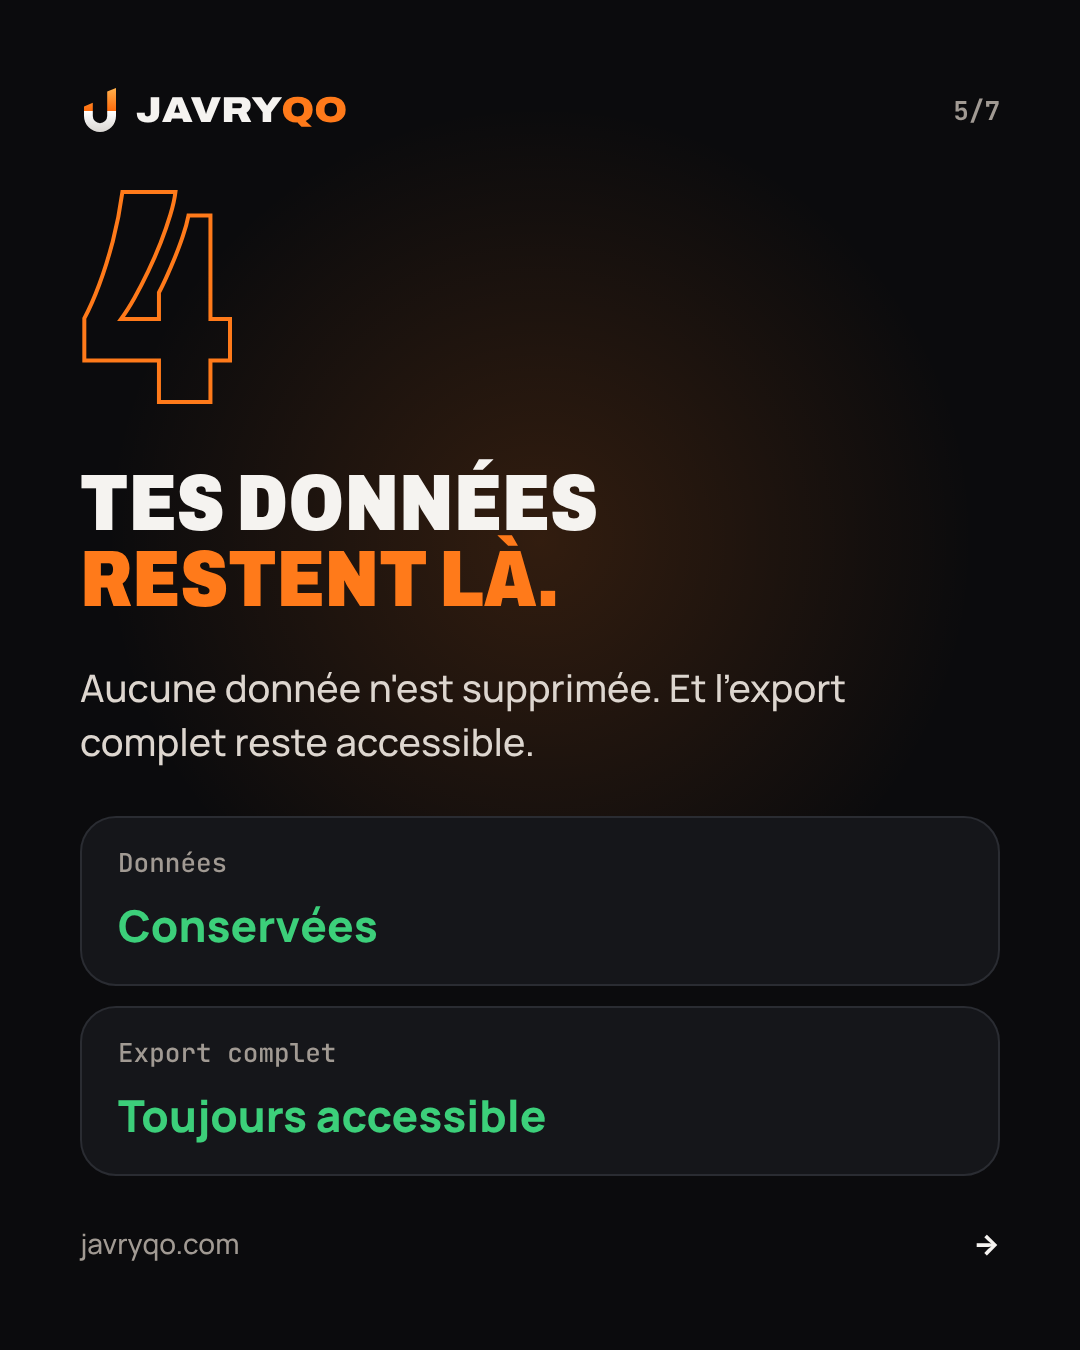 JAVRYQO
5/7
4
TES DONNÉES
RESTENT LÀ.
Aucune donnée n'est supprimée. Et l’export
complet reste accessible.
Données
Conservées
Export complet
Toujours accessible
javryqo.com
→